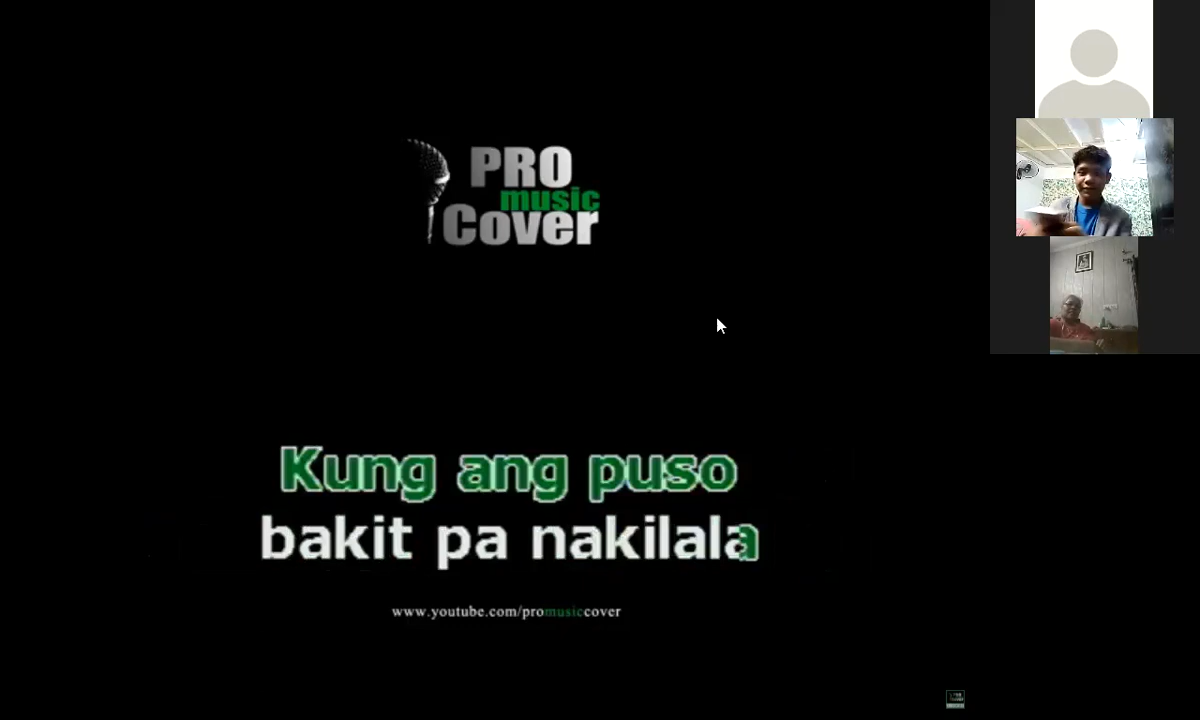 PRO
music
Cover
Kung ang puso
bakit pa nakilala
www.youtube.com/promusiccover